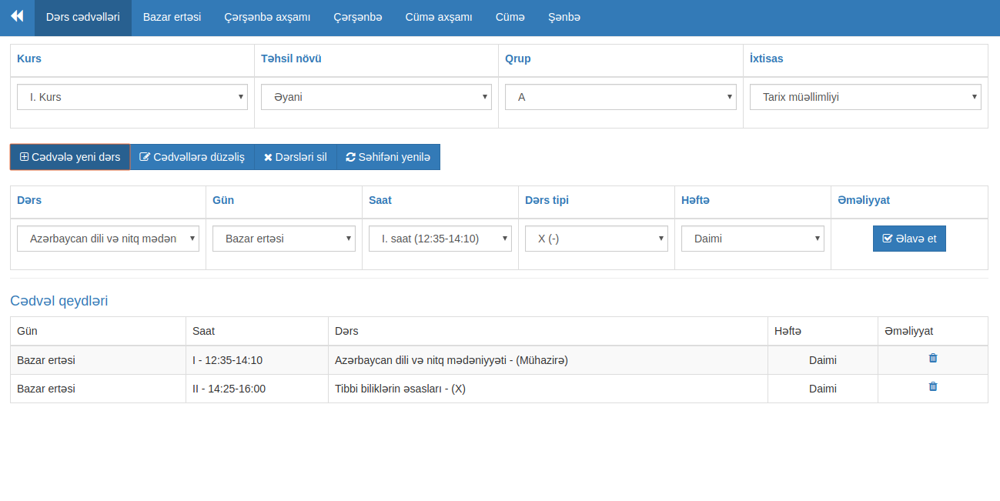 Dərs cədvəlləri Bazar ertəsi Çərşənbə axşamı Çərşənbə Cümə axşamı Cümə Şənbə
Kurs Təhsil növü Qrup İxtisas
I. Kurs Əyani A Tarix müəllimliyi
Cədvələ yeni dərs Cədvəllərə düzəliş Dərsləri sil Səhifəni yenilə
Dərs Gün Saat Dərs tipi Həftə Əməliyyat
Azərbaycan dili və nitq mədən Bazar ertəsi I. saat (12:35-14:10) X (-) Daimi Əlavə et
Cədvəl qeydləri
Gün Saat Dərs Həftə Əməliyyat
Bazar ertəsi I - 12:35-14:10 Azərbaycan dili və nitq mədəniyyəti - (Mühazirə) Daimi
Bazar ertəsi II - 14:25-16:00 Tibbi biliklərin əsasları - (X) Daimi